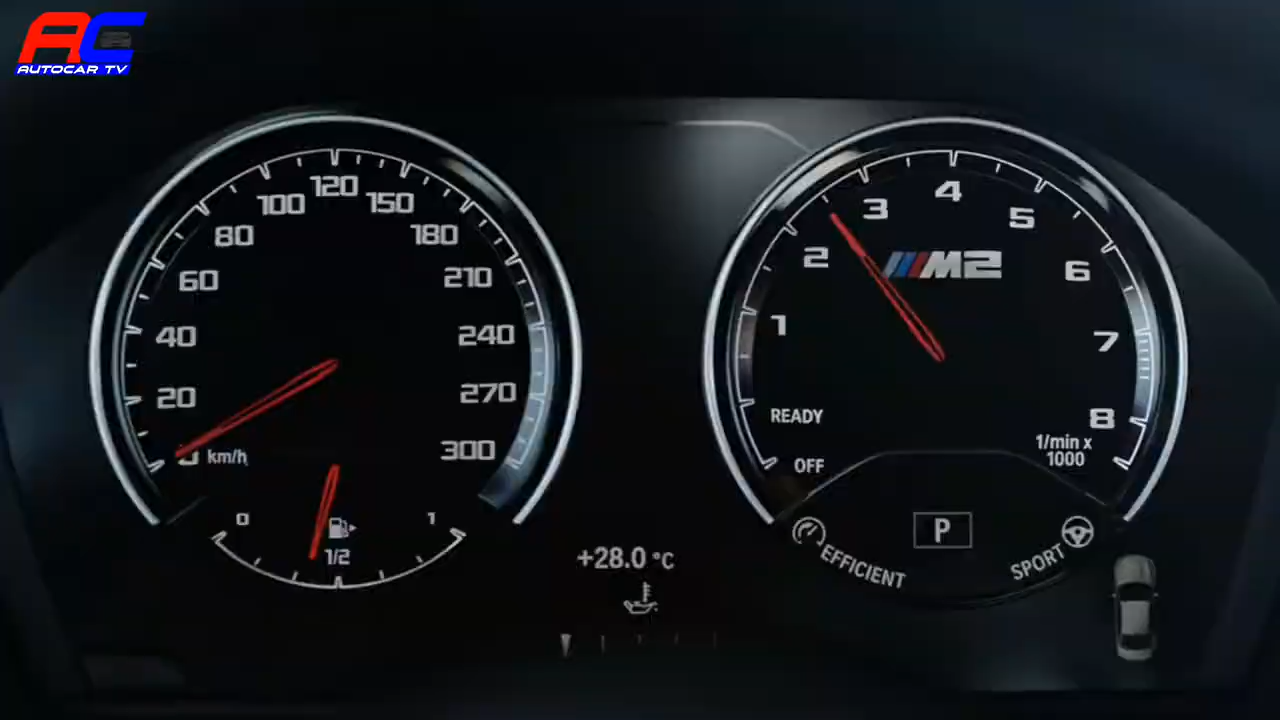 AC
AUTOCAR TV
0
20
40
60
80
100
120
150
180
210
240
270
300
km/h
0
1/2
1
+28.0 °C
OFF
READY
1
2
3
4
5
6
7
8
M2
1/min x
1000
P
EFFICIENT
SPORT